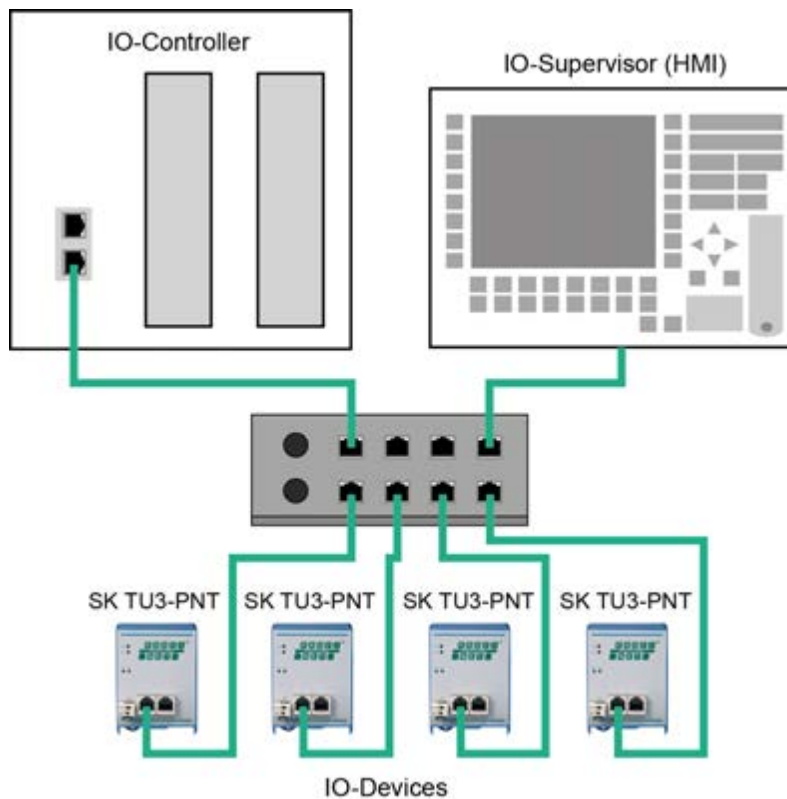 IO-Controller
IO-Supervisor (HMI)
SK TU3-PNT
SK TU3-PNT
SK TU3-PNT
SK TU3-PNT
IO-Devices